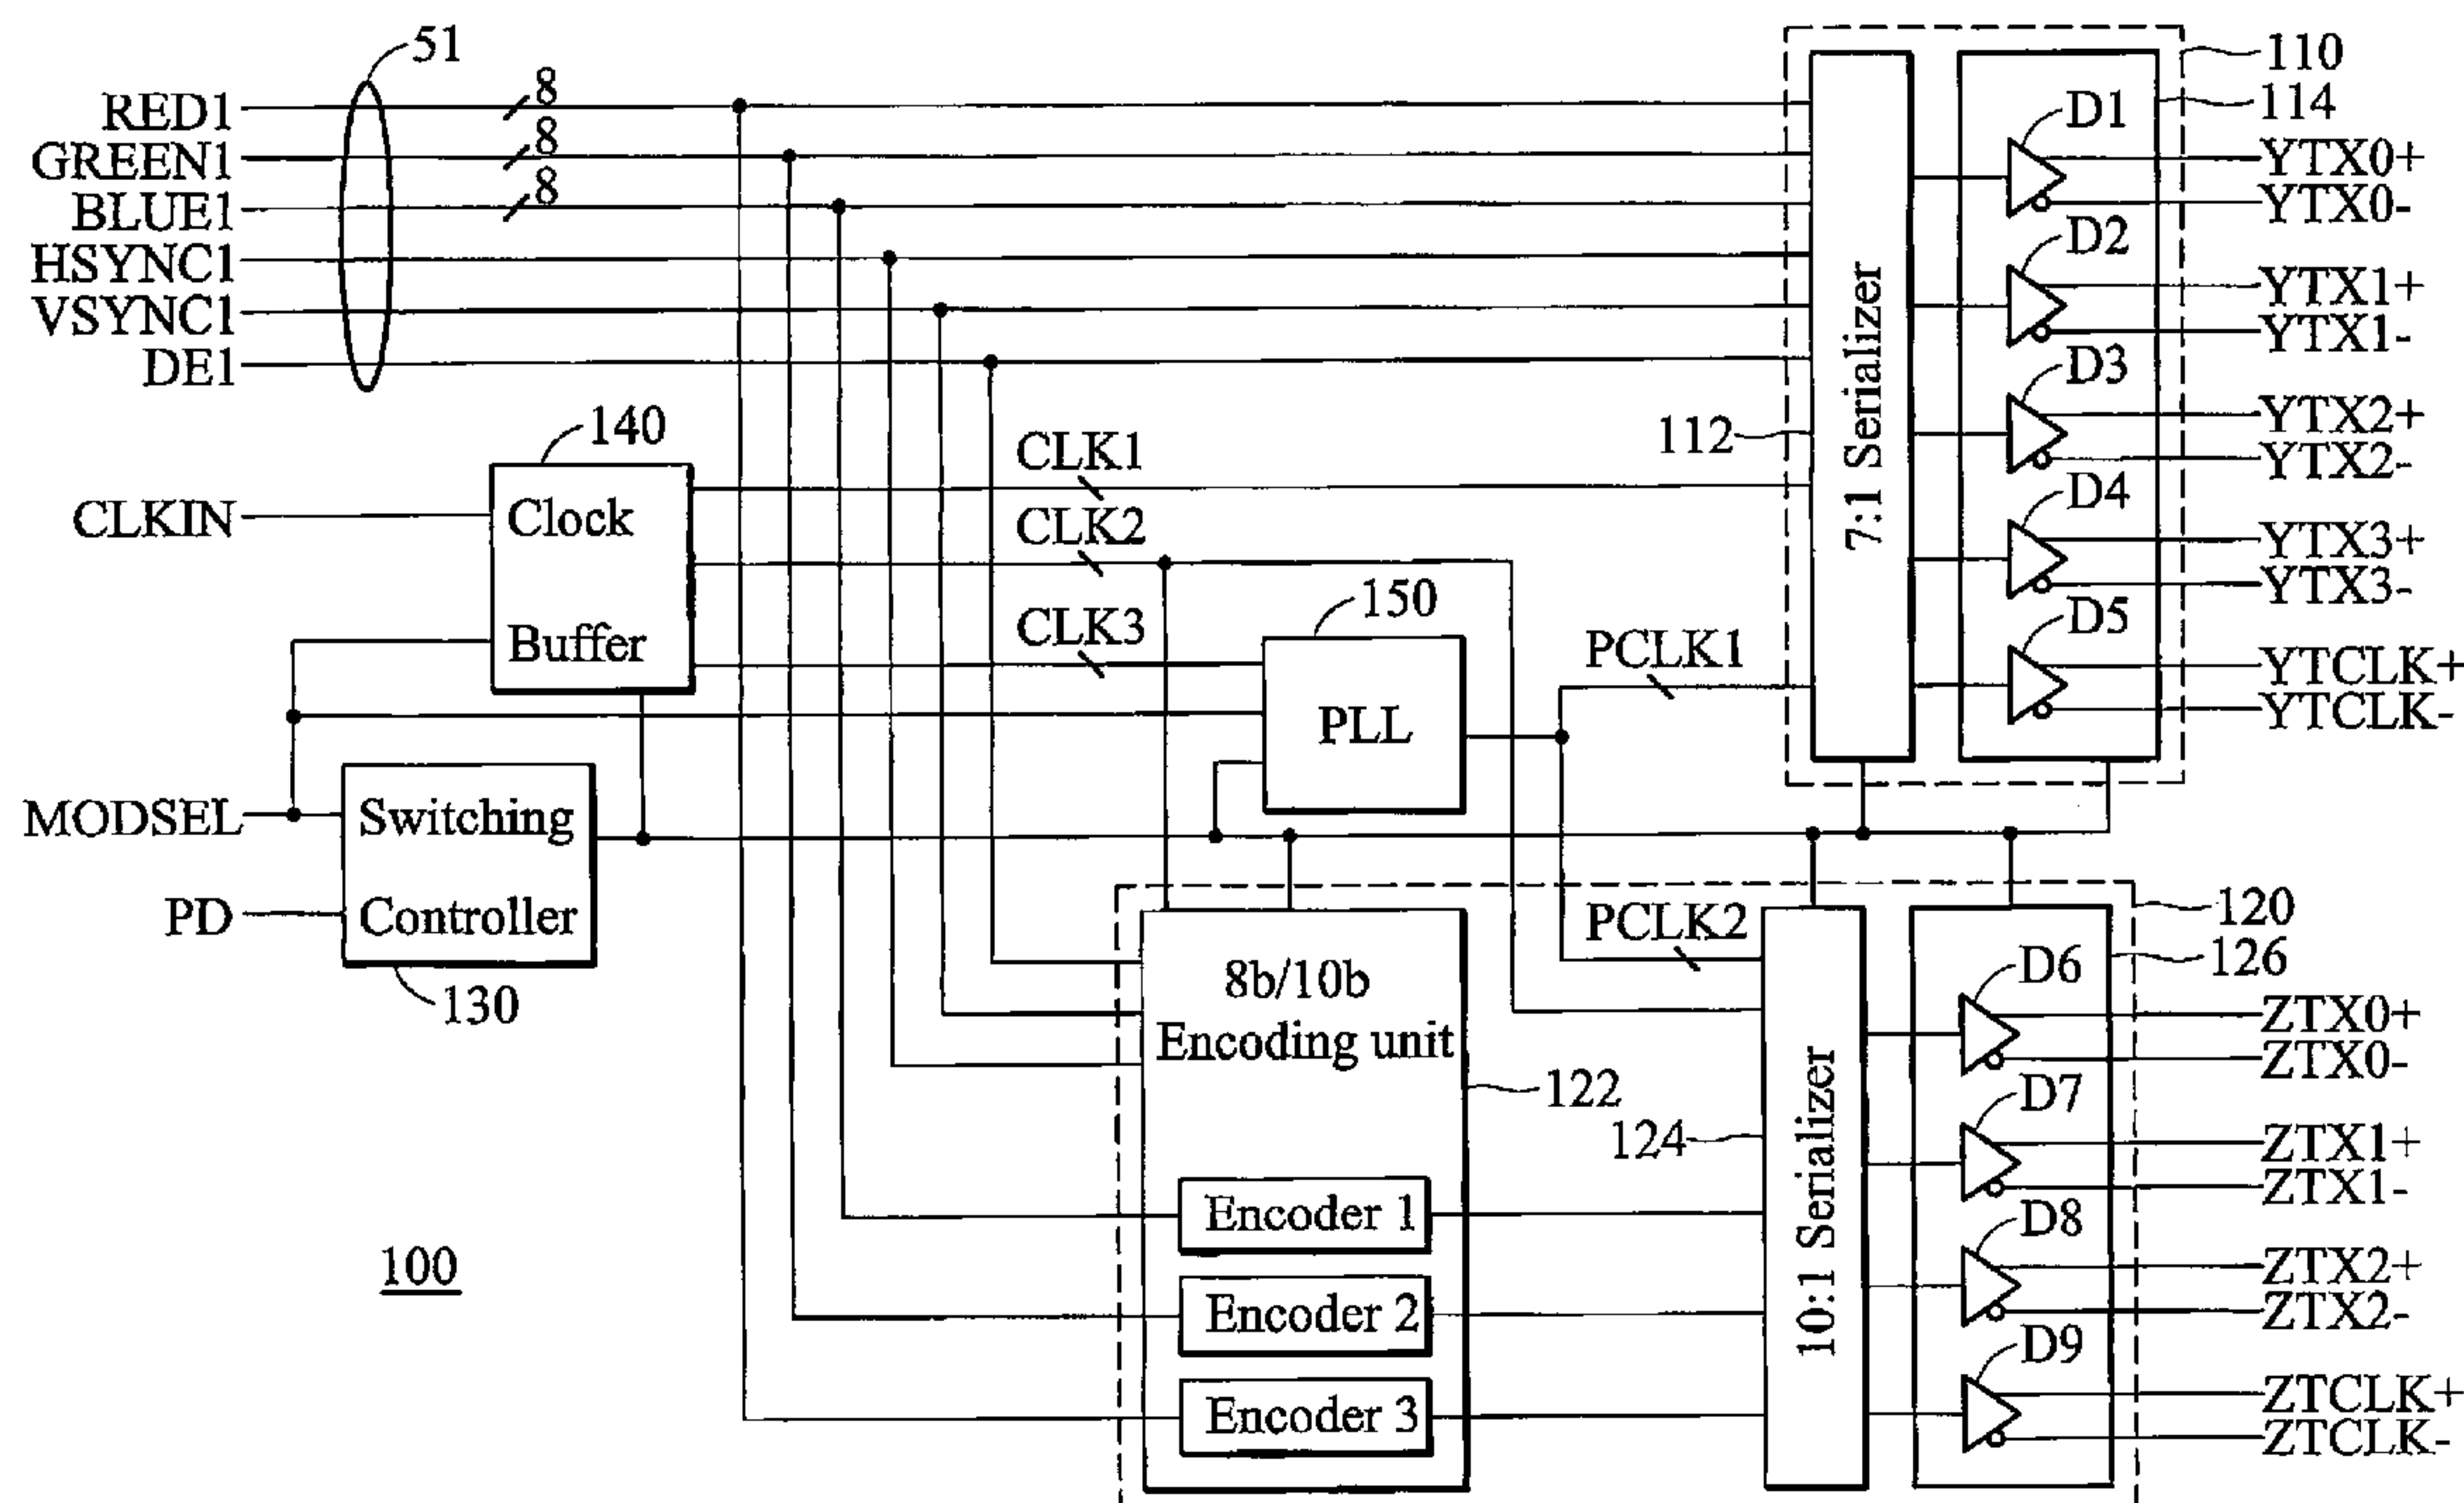 51
110
RED1
8
114
D1
GREEN1
8
YTX0+
BLUE1
8
YTX0-
D2
HSYNC1
YTX1+
VSYNC1
YTX1-
DE1
D3
140
YTX2+
112
CLK1
7:1 Serializer
YTX2-
D4
CLKIN
Clock
CLK2
YTX3+
YTX3-
150
D5
Buffer
CLK3
PCLK1
YTCLK+
PLL
YTCLK-
MODSEL
Switching
PD
Controller
120
PCLK2
126
D6
130
8b/10b
Encoding unit
ZTX0+
ZTX0-
122
D7
124
10:1 Serializer
ZTX1+
ZTX1-
Encoder 1
D8
100
ZTX2+
Encoder 2
ZTX2-
D9
Encoder 3
ZTCLK+
ZTCLK-